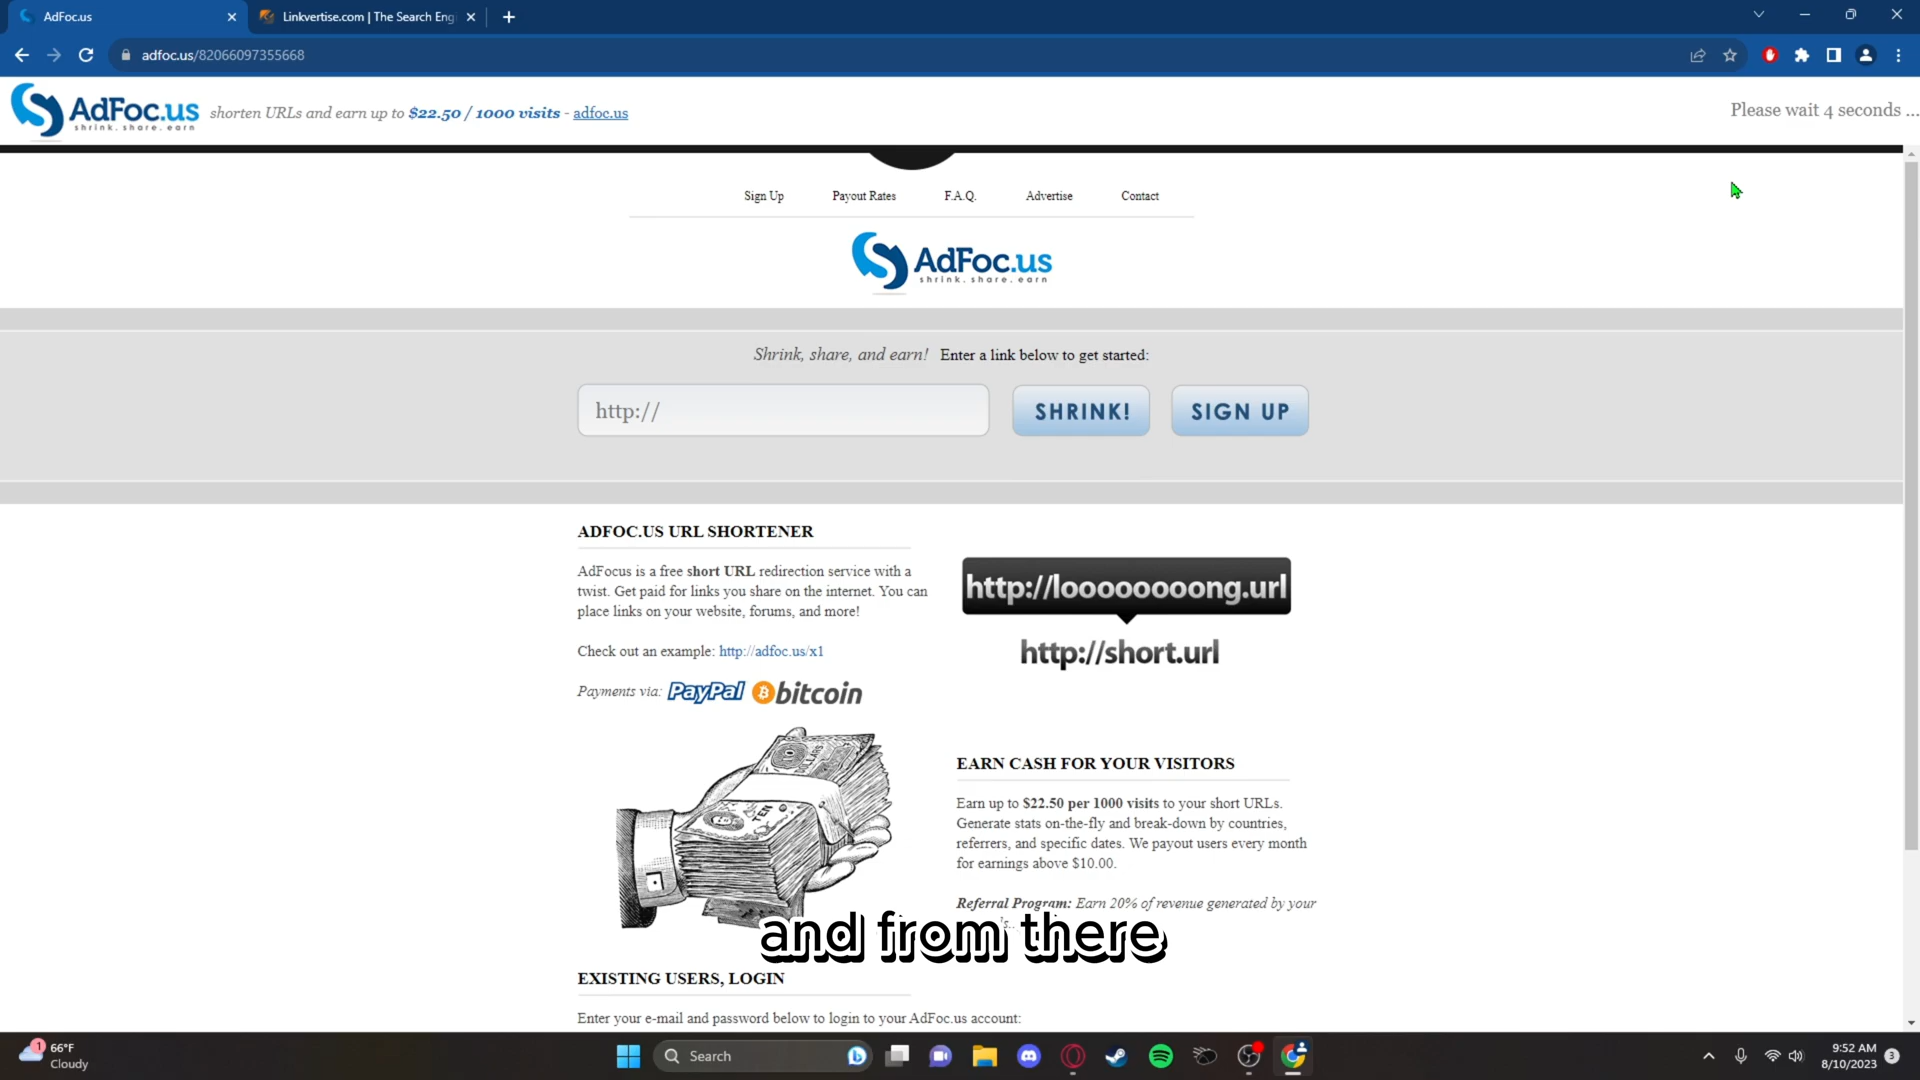 AdFoc.us
Linkvertise.com | The Search Eng
adfoc.us/82066097355668
AdFoc.us
shrink. share. earn
shorten URLs and earn up to $22.50 / 1000 visits - adfoc.us
Please wait 4 seconds ...
Sign Up
Payout Rates
F.A.Q.
Advertise
Contact
AdFoc.us
shrink. share. earn
Shrink, share, and earn! Enter a link below to get started:
http://
SHRINK!
SIGN UP
ADFOC.US URL SHORTENER
AdFocus is a free short URL redirection service with a
twist. Get paid for links you share on the internet. You can
place links on your website, forums, and more!
Check out an example: http://adfoc.us/x1
Payments via: PayPal bitcoin
http://loooooooong.url
http://short.url
EARN CASH FOR YOUR VISITORS
Earn up to $22.50 per 1000 visits to your short URLs.
Generate stats on-the-fly and break-down by countries,
referrers, and specific dates. We payout users every month
for earnings above $10.00.
Referral Program: Earn 20% of revenue generated by your
and from there
EXISTING USERS, LOGIN
Enter your e-mail and password below to login to your AdFoc.us account:
1
66°F
Cloudy
Search
9:52 AM
8/10/2023
3